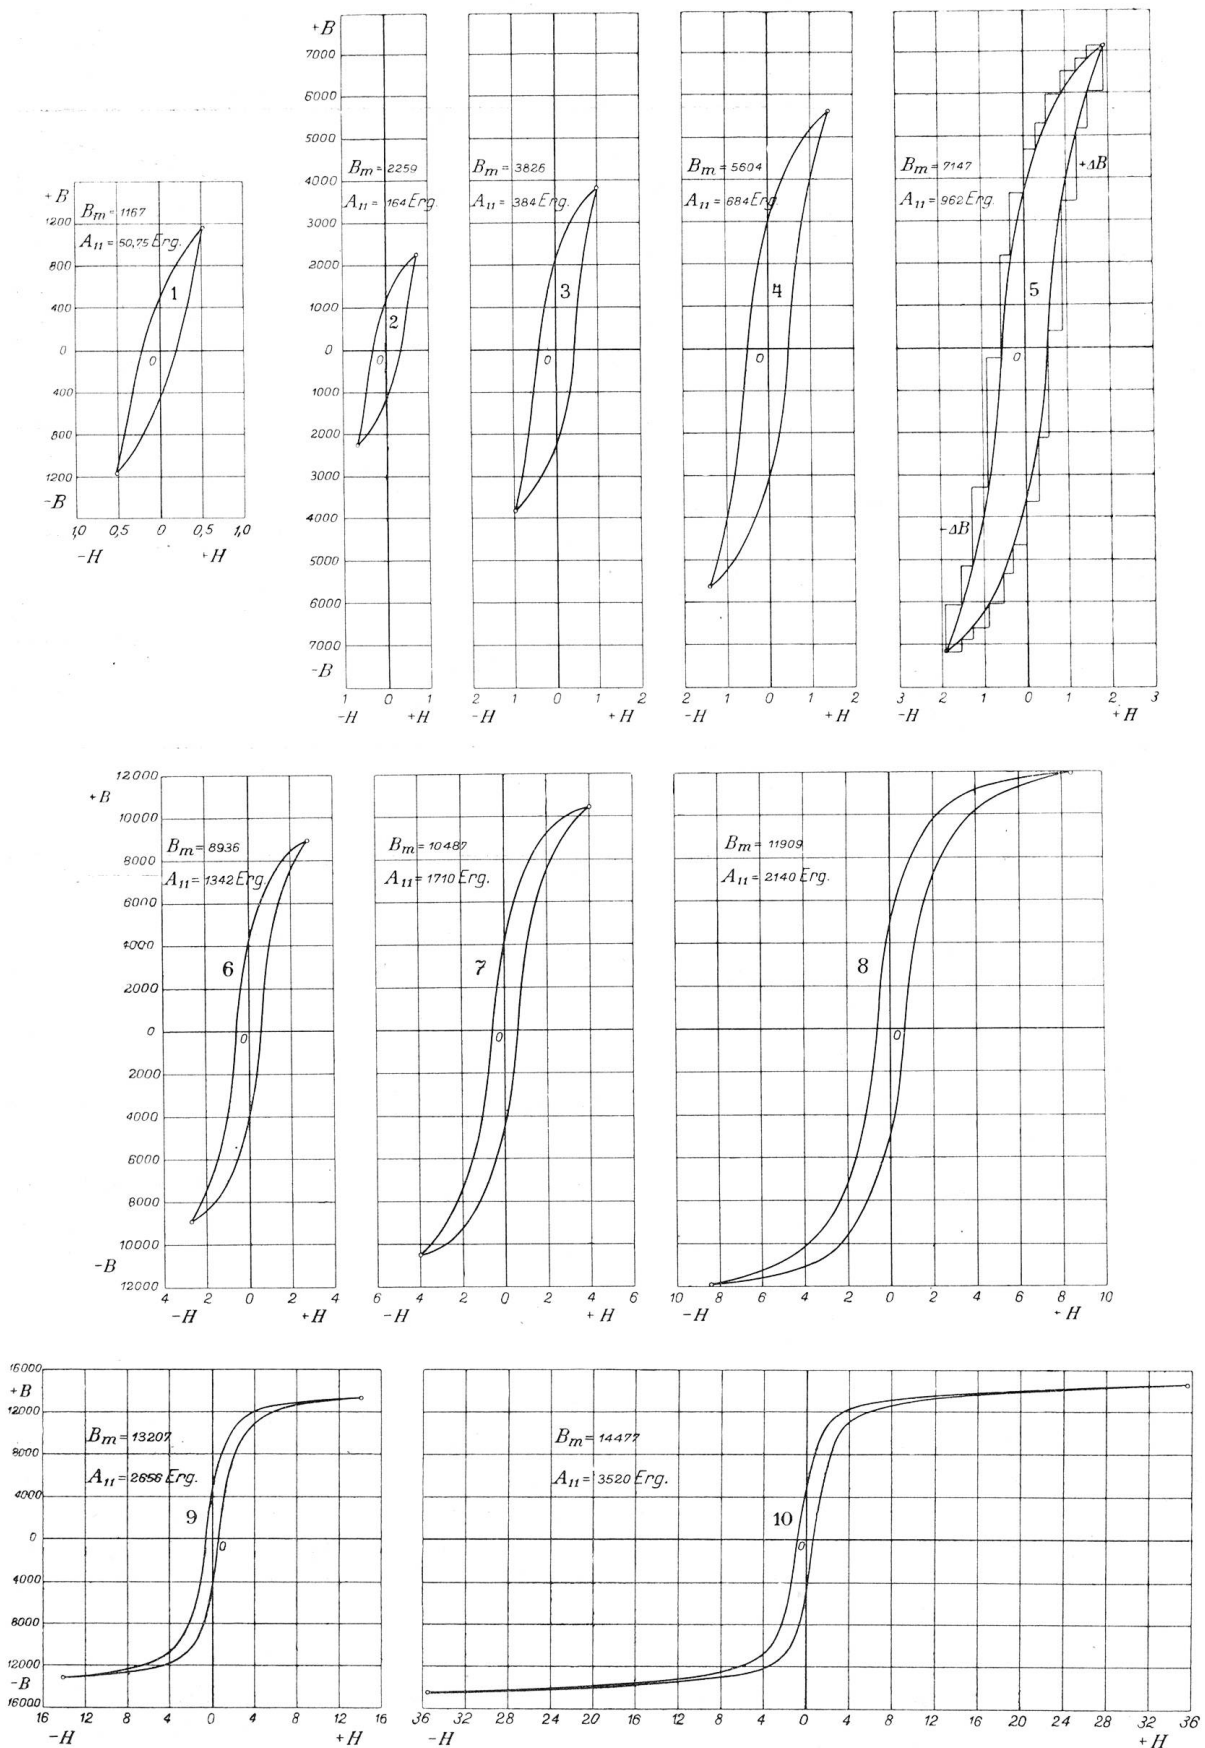 +B
7000
6000
Bm=2259
4000
A11=164 Erg.
3000
2000
1000
2
0
0
1000
2000
3000
4000
5000
6000
7000
-B
1 0 1
-H +H
Bm=3826
A11=384 Erg.
3
0
2 1 0 1 2
-H +H
Bm=5604
A11=684 Erg.
4
0
2 1 0 1 2
-H +H
Bm=7147
+ΔB
A11=962 Erg.
5
0
-ΔB
3 2 1 0 1 2 3
-H +H
+B
1200
Bm=1167
A11=50,75 Erg.
800
400
1
0
0
400
800
1200
-B
1,0 0,5 0 0,5 1,0
-H +H
12000
+B
10000
Bm=8936
8000
A11=1342 Erg.
6000
4000
6
2000
0
0
2000
4000
6000
8000
10000
-B
12000
4 2 0 2 4
-H +H
Bm=10487
A11=1710 Erg.
7
0
6 4 2 0 2 4 6
-H +H
Bm=11909
A11=2140 Erg.
8
0
10 8 6 4 2 0 2 4 6 8 10
-H +H
16000
+B
12000
Bm=13207
8000
A11=2656 Erg.
4000
9
0
0
4000
8000
12000
-B
16000
16 12 8 4 0 4 8 12 16
-H +H
Bm=14477
A11=3520 Erg.
10
0
36 32 28 24 20 16 12 8 4 0 4 8 12 16 20 24 28 32 36
-H +H